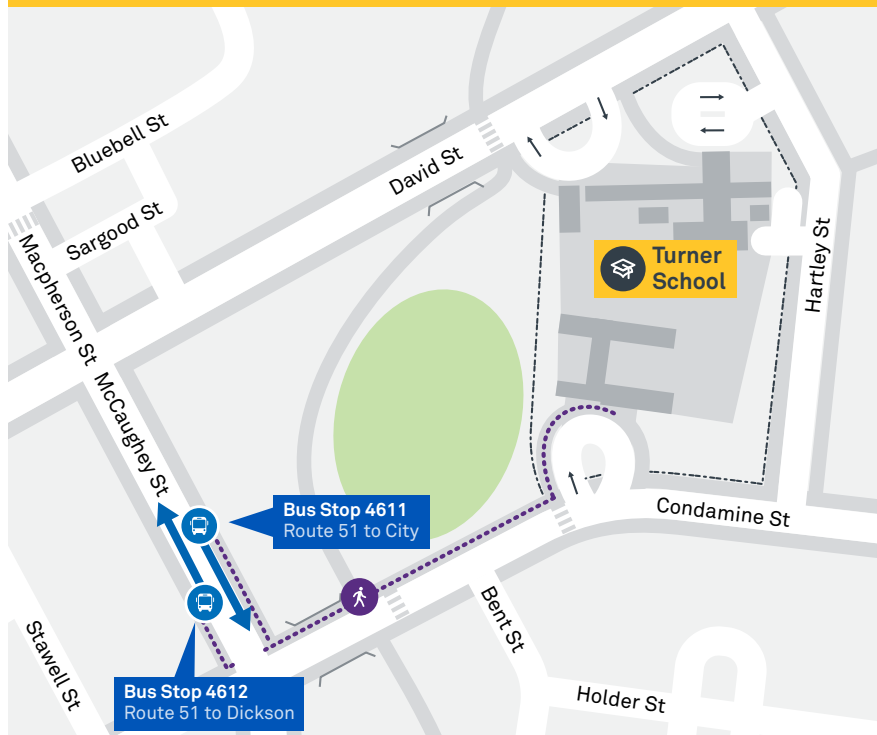 Bluebell St
David St
Sargood St
Macpherson St
Turner
School
Hartley St
McCaughey St
Bus Stop 4611
Route 51 to City
Condamine St
Bent St
Stawell St
Bus Stop 4612
Route 51 to Dickson
Holder St